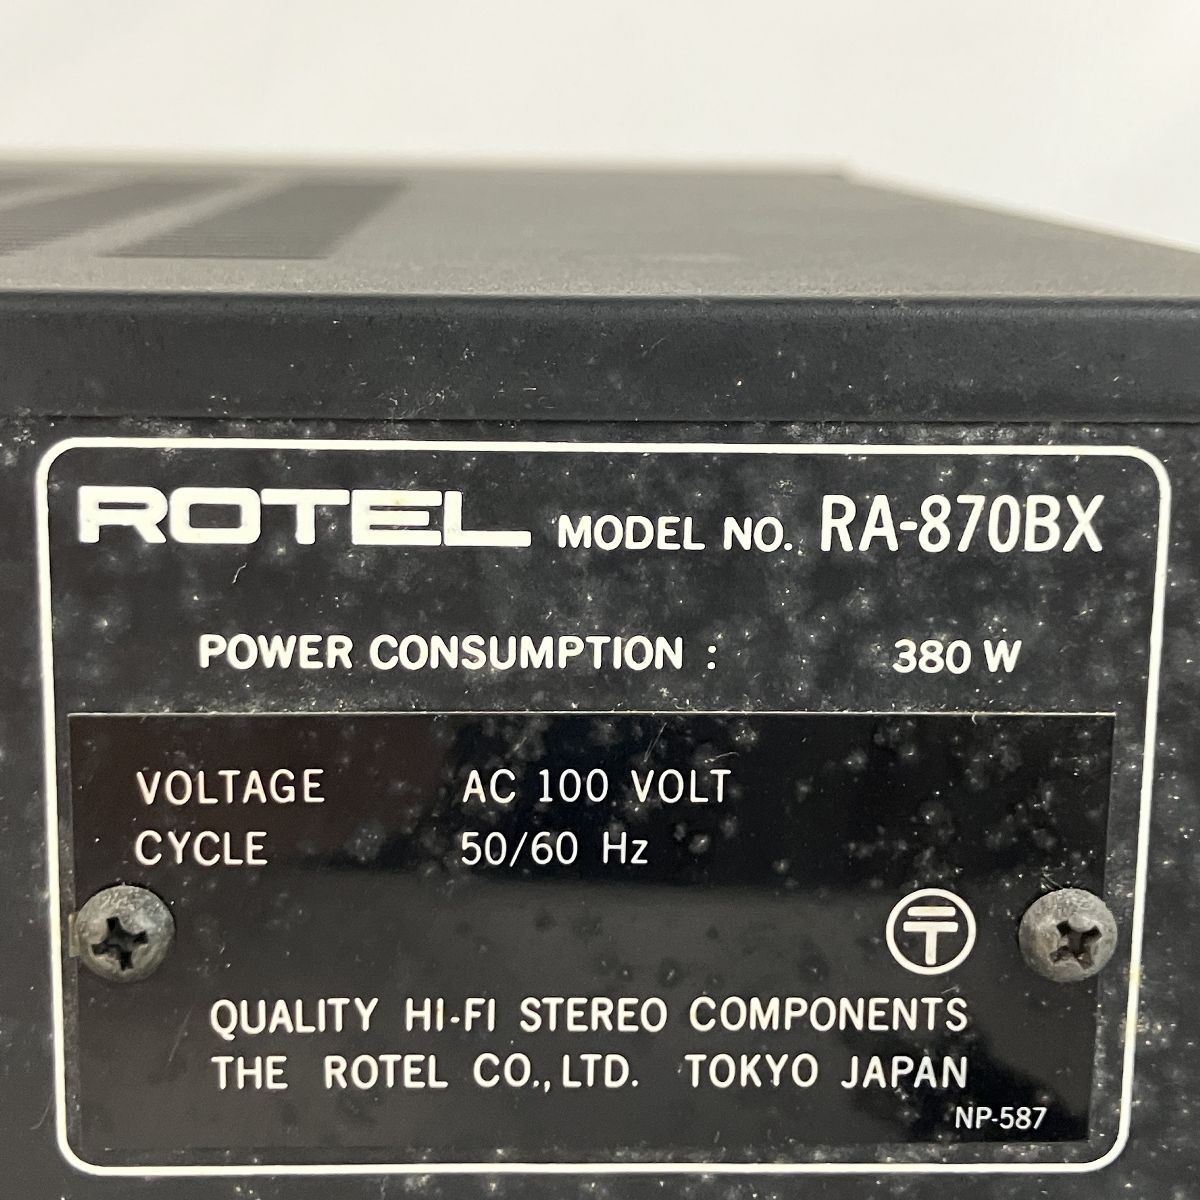 ROTEL MODEL NO. RA-870BX
POWER CONSUMPTION : 380 W
VOLTAGE AC 100 VOLT
CYCLE 50/60 Hz
〒
QUALITY HI-FI STEREO COMPONENTS
THE ROTEL CO., LTD. TOKYO JAPAN
NP-587